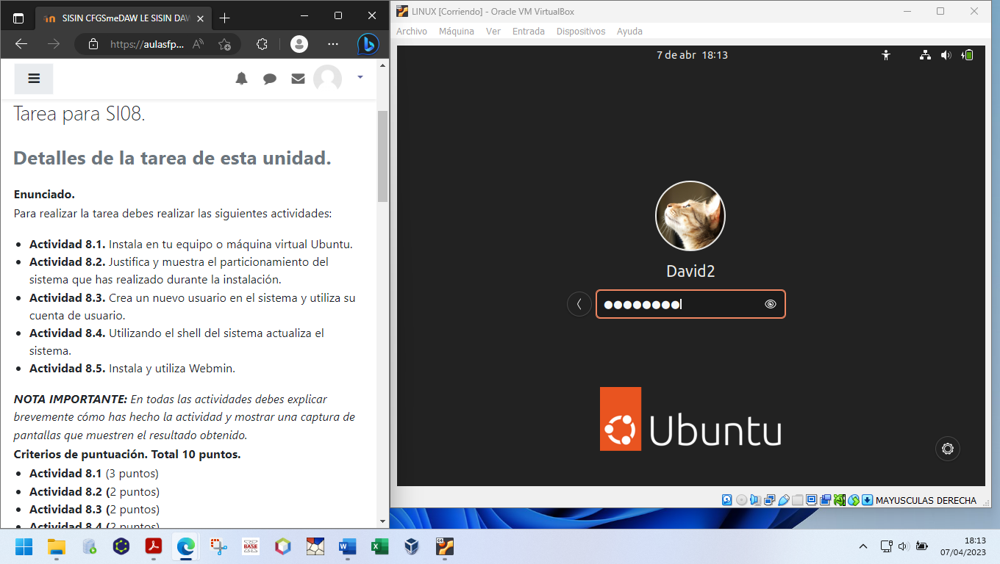 SISIN CFGSmeDAW LE SISIN DAW
https://aulasfp...
Tarea para SI08.
Detalles de la tarea de esta unidad.
Enunciado.
Para realizar la tarea debes realizar las siguientes actividades:
Actividad 8.1. Instala en tu equipo o máquina virtual Ubuntu.
Actividad 8.2. Justifica y muestra el particionamiento del
sistema que has realizado durante la instalación.
Actividad 8.3. Crea un nuevo usuario en el sistema y utiliza su
cuenta de usuario.
Actividad 8.4. Utilizando el shell del sistema actualiza el
sistema.
Actividad 8.5. Instala y utiliza Webmin.
NOTA IMPORTANTE: En todas las actividades debes explicar
brevemente cómo has hecho la actividad y mostrar una captura de
pantallas que muestren el resultado obtenido.
Criterios de puntuación. Total 10 puntos.
Actividad 8.1 (3 puntos)
Actividad 8.2 (2 puntos)
Actividad 8.3 (2 puntos)
Actividad 8.4 (2 puntos)
LINUX [Corriendo] - Oracle VM VirtualBox
Archivo Máquina Ver Entrada Dispositivos Ayuda
7 de abr 18:13
David2
Ubuntu
MAYUSCULAS DERECHA
BASE
18:13
07/04/2023